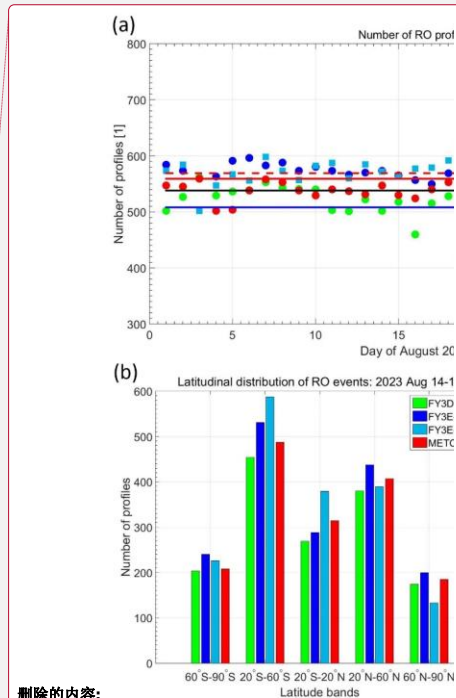 (a)
Number of RO prof
800
700
600
500
400
300
Number of profiles [1]
0 5 10 15
Day of August 20
(b)
Latitudinal distribution of RO events: 2023 Aug 14-1
600
500
400
300
200
100
0
Number of profiles
FY3D
FY3E
FY3E
METO
60°S-90°S 20°S-60°S 20°S-20°N 20°N-60°N 60°N-90°N
Latitude bands
删除的内容: